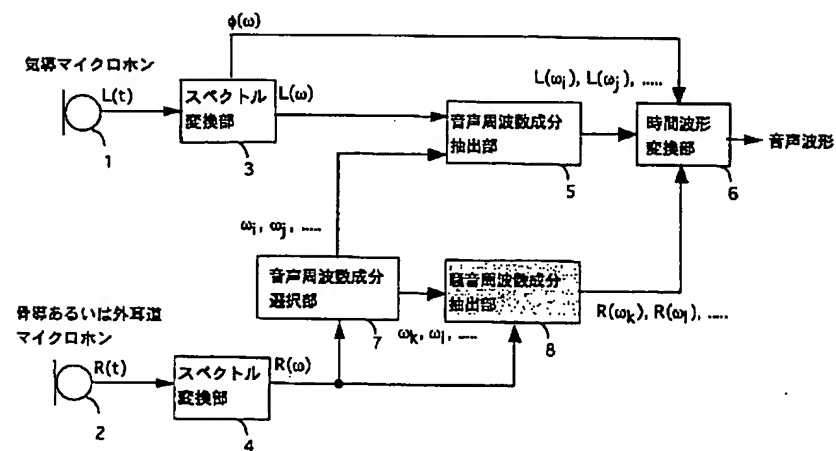 ϕ(ω)
気導マイクロホン
L(t)
1
スペクトル
変換部
3
L(ω)
音声周波数成分
抽出部
5
L(ωi), L(ωj), .....
時間波形
変換部
6
音声波形
ωi, ωj, .....
音声周波数成分
選択部
7
ωk, ωl, .....
騒音周波数成分
抽出部
8
R(ωk), R(ωl), .....
骨導あるいは外耳道
マイクロホン
R(t)
2
スペクトル
変換部
4
R(ω)